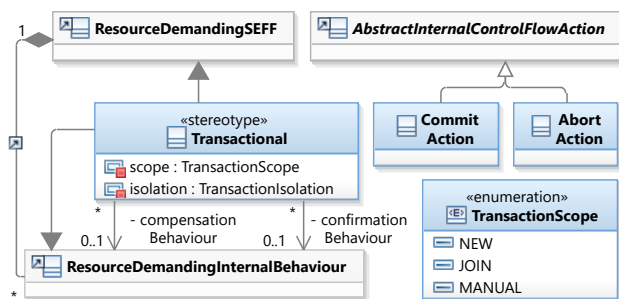 1
ResourceDemandingSEFF
AbstractInternalControlFlowAction
«stereotype»
Transactional
scope : TransactionScope
isolation : TransactionIsolation
Commit
Action
Abort
Action
«enumeration»
<E> TransactionScope
NEW
JOIN
MANUAL
*
- compensation
Behaviour
0..1
*
- confirmation
Behaviour
0..1
ResourceDemandingInternalBehaviour
*